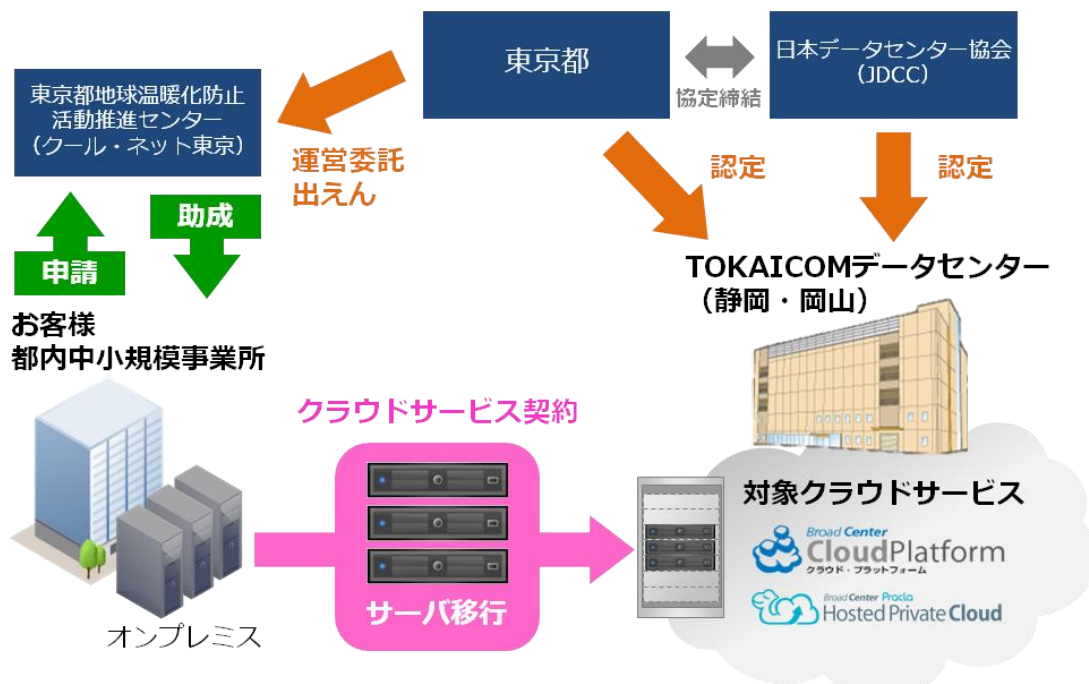 東京都
日本データセンター協会
（JDCC）
協定締結
東京都地球温暖化防止
活動推進センター
（クール・ネット東京）
運営委託
出えん
認定
認定
助成
申請
TOKAICOMデータセンター
（静岡・岡山）
お客様
都内中小規模事業所
クラウドサービス契約
サーバ移行
オンプレミス
対象クラウドサービス
Broad Center
CloudPlatform
クラウド・プラットフォーム
Broad Center Procla
Hosted Private Cloud